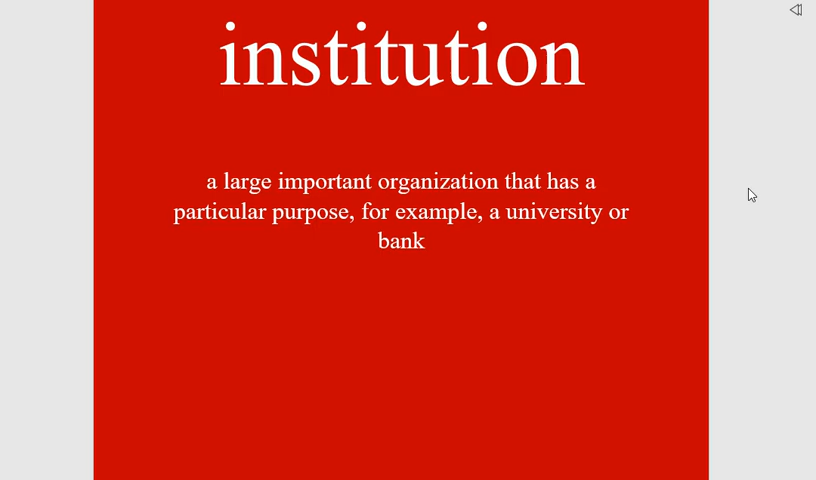 institution
a large important organization that has a
particular purpose, for example, a university or
bank